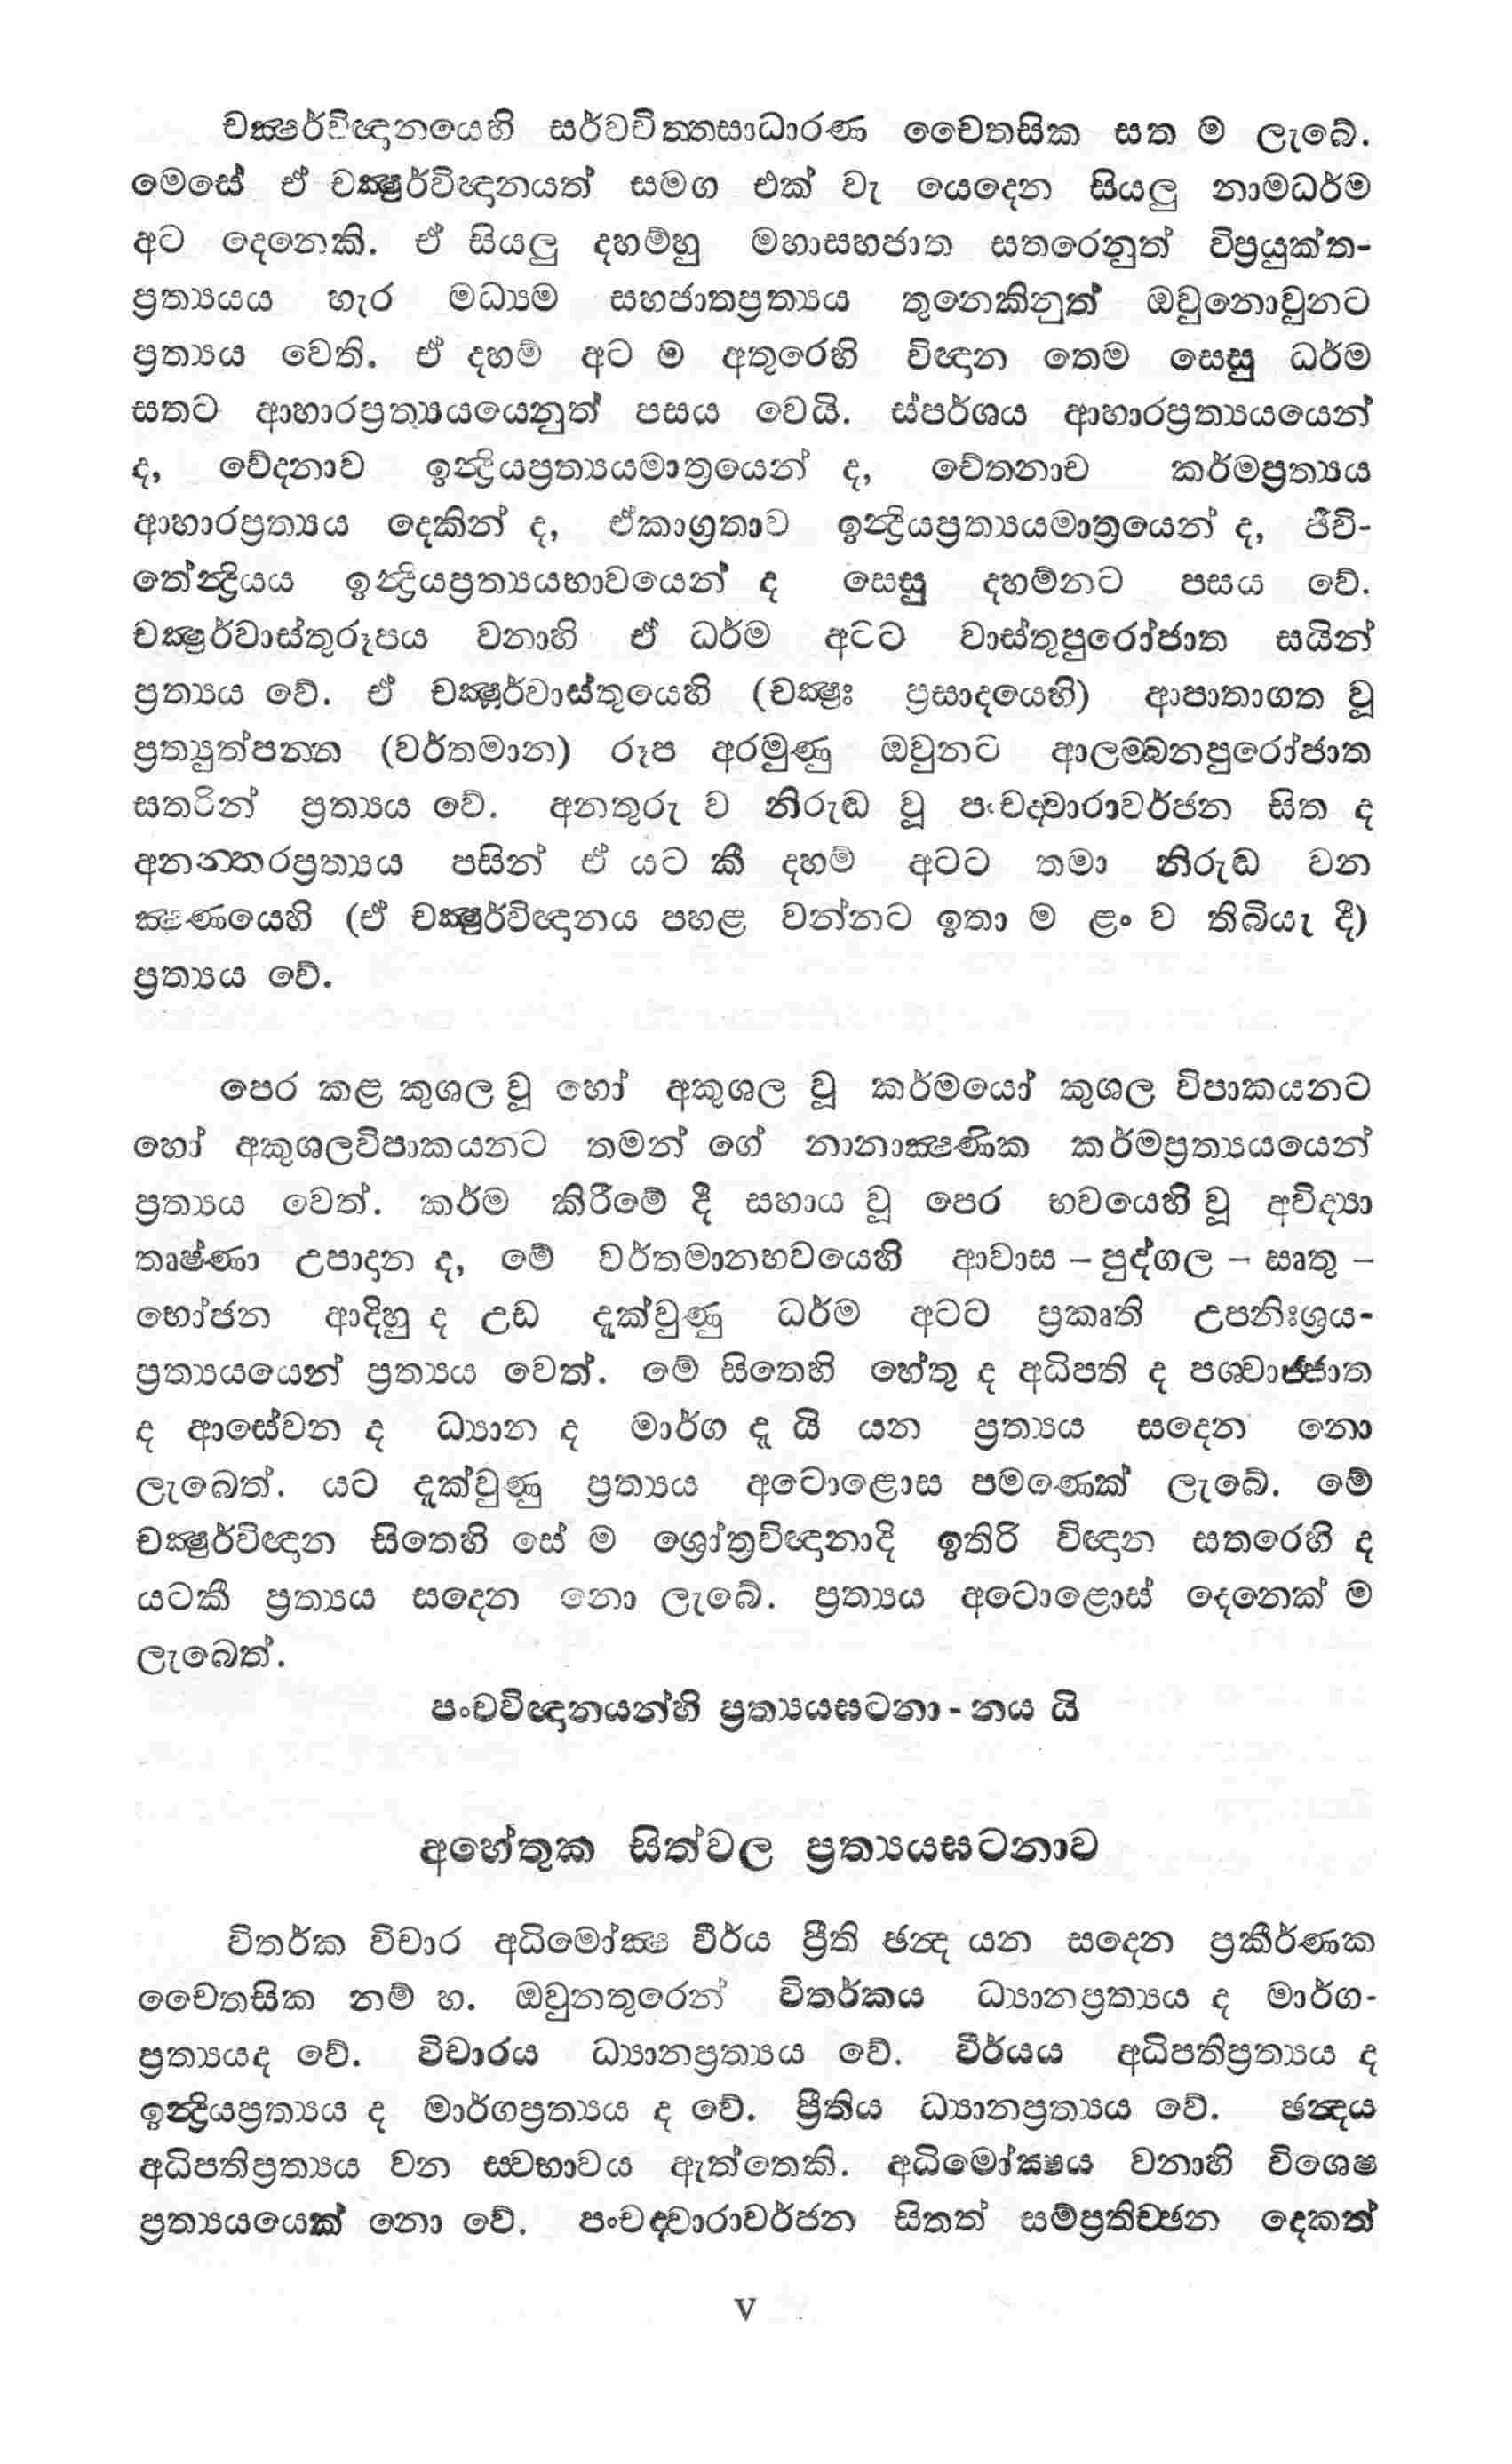 චක්‍ෂුර්විඥානයෙහි සර්වචිත්තසාධාරණ චෛතසික සත ම ලැබේ.
මෙසේ ඒ චක්‍ෂුර්විඥානයත් සමග එක් වැ යෙදෙන සියලු නාමධර්ම
අට දෙනෙකි. ඒ සියලු දහම්හු මහාසහජාත සතරෙනුත් විප්‍රයුක්ත-
ප්‍රත්‍යයය හැර මධ්‍යම සහජාතප්‍රත්‍යය තුනෙකිනුත් ඔවුනොවුනට
ප්‍රත්‍යය වෙති. ඒ දහම් අට ම අතුරෙහි විඥාන තෙම සෙසු ධර්ම
සතට ආහාරප්‍රත්‍යයයෙනුත් පසය වෙයි. ස්පර්ශය ආහාරප්‍රත්‍යයයෙන්
ද, වේදනාව ඉන්‍ද්‍රියප්‍රත්‍යයමාත්‍රයෙන් ද, චේතනාව කර්මප්‍රත්‍යය
ආහාරප්‍රත්‍යය දෙකින් ද, ඒකාග්‍රතාව ඉන්‍ද්‍රියප්‍රත්‍යයමාත්‍රයෙන් ද, ජීවි-
තේන්‍ද්‍රියය ඉන්‍ද්‍රියප්‍රත්‍යයභාවයෙන් ද සෙසු දහම්නට පසය වේ.
චක්‍ෂුර්වාස්තුරූපය වනාහි ඒ ධර්ම අටට වාස්තුපුරෝජාත සයින්
ප්‍රත්‍යය වේ. ඒ චක්‍ෂුර්වාස්තුයෙහි (චක්‍ෂුඃ ප්‍රසාදයෙහි) ආපාතාගත වූ
ප්‍රත්‍යුත්පන්න (වර්තමාන) රූප අරමුණු ඔවුනට ආලම්බනපුරෝජාත
සතරින් ප්‍රත්‍යය වේ. අනතුරු ව නිරුද්‍ධ වූ පංචද්‍වාරාවර්ජන සිත ද
අනන්තරප්‍රත්‍යය පසින් ඒ යට කී දහම් අටට තමා නිරුද්‍ධ වන
ක්‍ෂණයෙහි (ඒ චක්‍ෂුර්විඥානය පහළ වන්නට ඉතා ම ළං ව තිබියැ දී)
ප්‍රත්‍යය වේ.
පෙර කළ කුශල වූ හෝ අකුශල වූ කර්මයෝ කුශල විපාකයනට
හෝ අකුශලවිපාකයනට තමන් ගේ නානාක්‍ෂණික කර්මප්‍රත්‍යයයෙන්
ප්‍රත්‍යය වෙත්. කර්ම කිරීමේ දී සහාය වූ පෙර භවයෙහි වූ අවිද්‍යා
තෘෂ්ණා උපාදාන ද, මේ වර්තමානභවයෙහි ආවාස – පුද්ගල – ඍතු –
භෝජන ආදිහු ද උඩ දැක්වුණු ධර්ම අටට ප්‍රකෘති උපනිඃශ්‍රය-
ප්‍රත්‍යයයෙන් ප්‍රත්‍යය වෙත්. මේ සිතෙහි හේතු ද අධිපති ද පශ්චාජ්ජාත
ද ආසේවන ද ධ්‍යාන ද මාර්ග දැ යි යන ප්‍රත්‍යය සදෙන නො
ලැබෙත්. යට දැක්වුණු ප්‍රත්‍යය අටොළොස පමණෙක් ලැබේ. මේ
චක්‍ෂුර්විඥාන සිතෙහි සේ ම ශ්‍රෝත්‍රවිඥානාදි ඉතිරි විඥාන සතරෙහි ද
යටකී ප්‍රත්‍යය සදෙන නො ලැබේ. ප්‍රත්‍යය අටොළොස් දෙනෙක් ම
ලැබෙත්.
පංචවිඥානයන්හි ප්‍රත්‍යයඝටනා - නය යි
අහේතුක සිත්වල ප්‍රත්‍යයඝටනාව
විතර්ක විචාර අධිමෝක්‍ෂ වීර්ය ප්‍රීති ඡන්‍ද යන සදෙන ප්‍රකීර්ණක
චෛතසික නම් හ. ඔවුනතුරෙන් විතර්කය ධ්‍යානප්‍රත්‍යය ද මාර්ග-
ප්‍රත්‍යයද වේ. විචාරය ධ්‍යානප්‍රත්‍යය වේ. වීර්යය අධිපතිප්‍රත්‍යය ද
ඉන්‍ද්‍රියප්‍රත්‍යය ද මාර්ගප්‍රත්‍යය ද වේ. ප්‍රීතිය ධ්‍යානප්‍රත්‍යය වේ. ඡන්‍දය
අධිපතිප්‍රත්‍යය වන ස්වභාවය ඇත්තෙකි. අධිමෝක්‍ෂය වනාහි විශෙෂ
ප්‍රත්‍යයයෙක් නො වේ. පංචද්‍වාරාවර්ජන සිතත් සම්ප්‍රතිච්ඡන දෙකත්
v